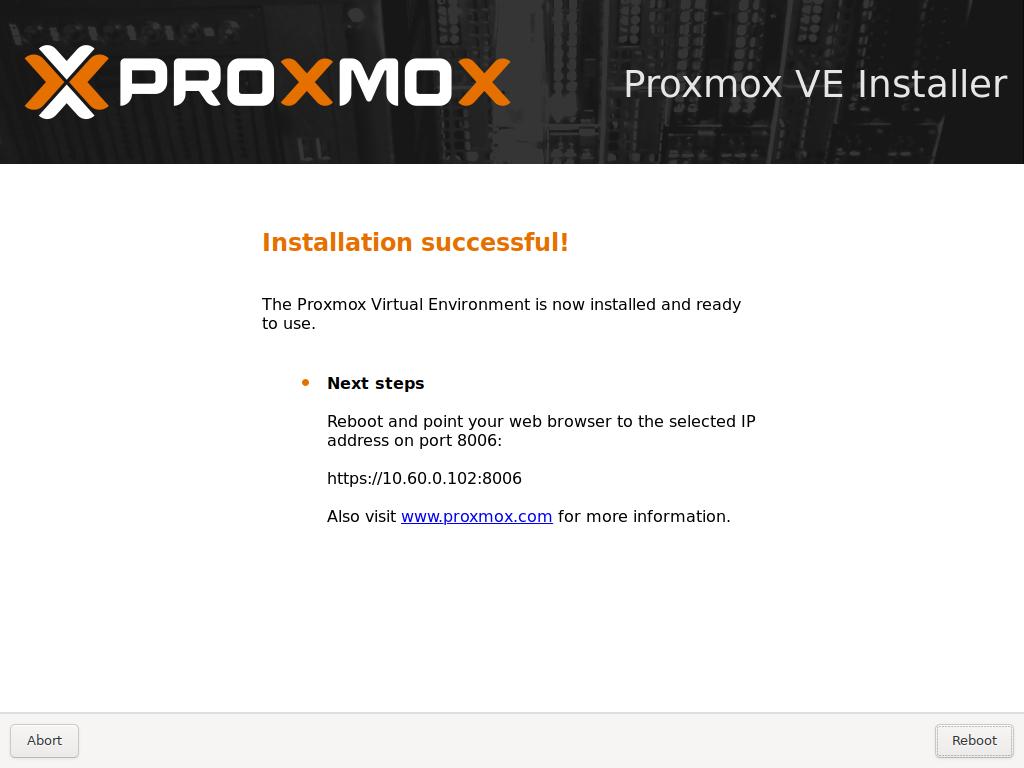 PROXMOX
Proxmox VE Installer
Installation successful!
The Proxmox Virtual Environment is now installed and ready
to use.
Next steps
Reboot and point your web browser to the selected IP
address on port 8006:
https://10.60.0.102:8006
Also visit www.proxmox.com for more information.
Abort
Reboot